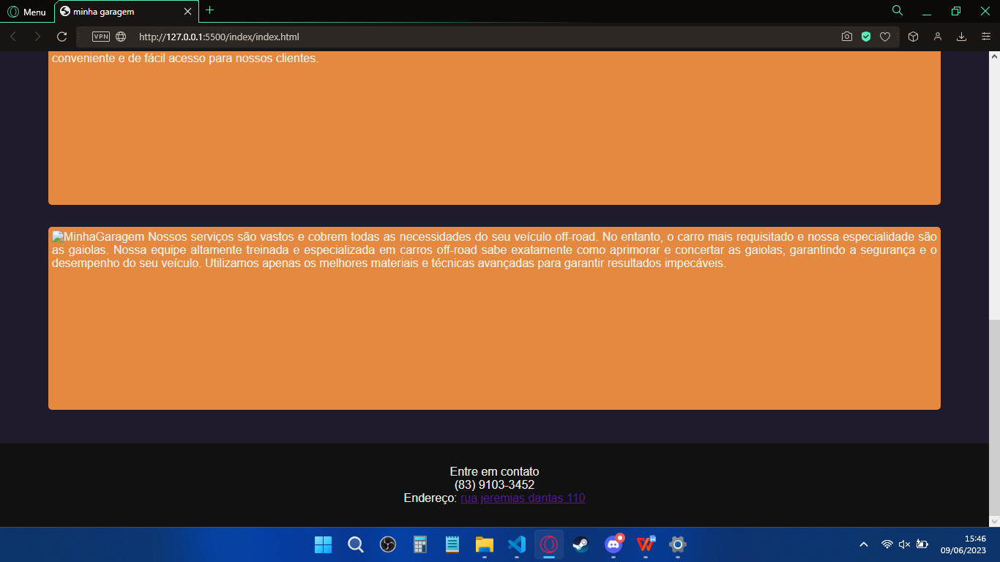 Menu
minha garagem
VPN
http://127.0.0.1:5500/index/index.html
conveniente e de fácil acesso para nossos clientes.
MinhaGaragem Nossos serviços são vastos e cobrem todas as necessidades do seu veículo off-road. No entanto, o carro mais requisitado e nossa especialidade são
as gaiolas. Nossa equipe altamente treinada e especializada em carros off-road sabe exatamente como aprimorar e concertar as gaiolas, garantindo a segurança e o
desempenho do seu veículo. Utilizamos apenas os melhores materiais e técnicas avançadas para garantir resultados impecáveis.
Entre em contato
(83) 9103-3452
Endereço: rua jeremias dantas 110
15:46
09/06/2023